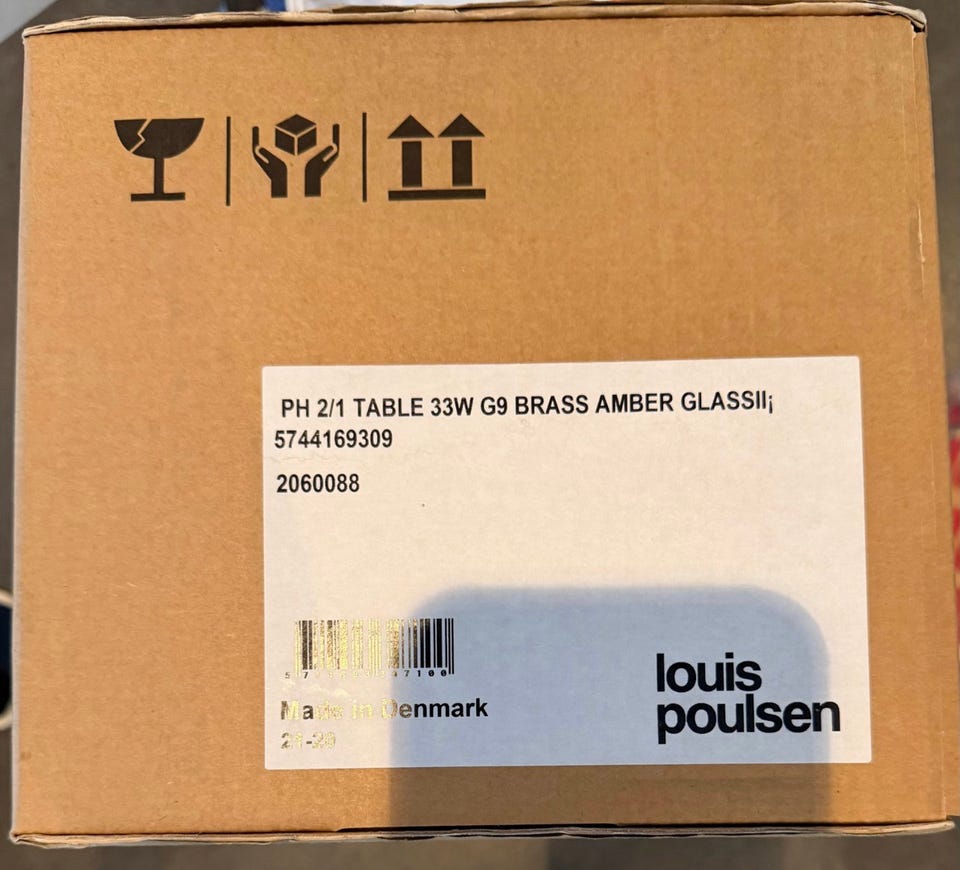 PH 2/1 TABLE 33W G9 BRASS AMBER GLASSII¡
5744169309
2060088
Made in Denmark
louis
poulsen